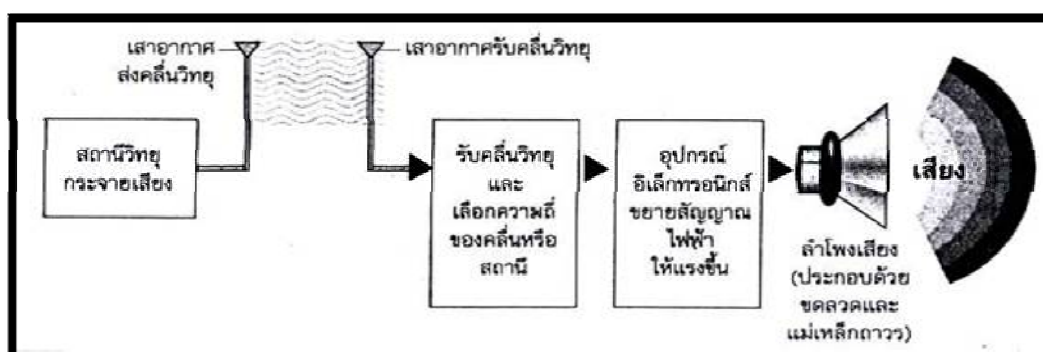 เสาอากาศ
ส่งคลื่นวิทยุ
เสาอากาศรับคลื่นวิทยุ
สถานีวิทยุ
กระจายเสียง
รับคลื่นวิทยุ
และ
เลือกความถี่
ของคลื่นหรือ
สถานี
อุปกรณ์
อิเล็กทรอนิกส์
ขยายสัญญาณ
ไฟฟ้า
ให้แรงขึ้น
ลำโพงเสียง
(ประกอบด้วย
ขดลวดและ
แม่เหล็กถาวร)
เสียง